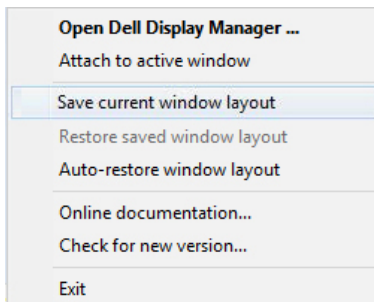 Open Dell Display Manager ...
Attach to active window
Save current window layout
Restore saved window layout
Auto-restore window layout
Online documentation...
Check for new version...
Exit